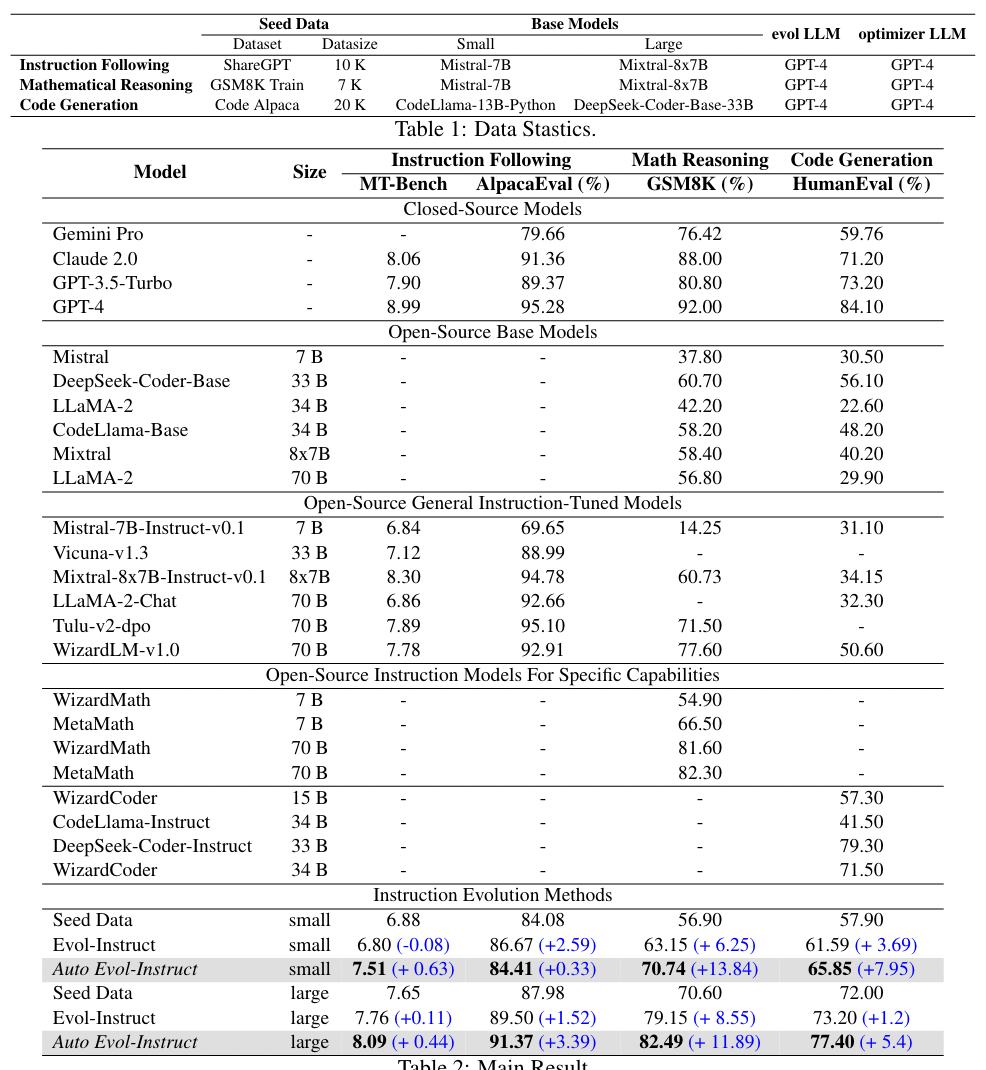 Seed Data Base Models evol LLM optimizer LLM
Dataset Datasize Small Large
Instruction Following ShareGPT 10 K Mistral-7B Mixtral-8x7B GPT-4 GPT-4
Mathematical Reasoning GSM8K Train 7 K Mistral-7B Mixtral-8x7B GPT-4 GPT-4
Code Generation Code Alpaca 20 K CodeLlama-13B-Python DeepSeek-Coder-Base-33B GPT-4 GPT-4
Table 1: Data Stastics.
Model Size Instruction Following Math Reasoning Code Generation
MT-Bench AlpacaEval (%) GSM8K (%) HumanEval (%)
Closed-Source Models
Gemini Pro - - 79.66 76.42 59.76
Claude 2.0 - 8.06 91.36 88.00 71.20
GPT-3.5-Turbo - 7.90 89.37 80.80 73.20
GPT-4 - 8.99 95.28 92.00 84.10
Open-Source Base Models
Mistral 7 B - - 37.80 30.50
DeepSeek-Coder-Base 33 B - - 60.70 56.10
LLaMA-2 34 B - - 42.20 22.60
CodeLlama-Base 34 B - - 58.20 48.20
Mixtral 8x7B - - 58.40 40.20
LLaMA-2 70 B - - 56.80 29.90
Open-Source General Instruction-Tuned Models
Mistral-7B-Instruct-v0.1 7 B 6.84 69.65 14.25 31.10
Vicuna-v1.3 33 B 7.12 88.99 - -
Mixtral-8x7B-Instruct-v0.1 8x7B 8.30 94.78 60.73 34.15
LLaMA-2-Chat 70 B 6.86 92.66 - 32.30
Tulu-v2-dpo 70 B 7.89 95.10 71.50 -
WizardLM-v1.0 70 B 7.78 92.91 77.60 50.60
Open-Source Instruction Models For Specific Capabilities
WizardMath 7 B - - 54.90 -
MetaMath 7 B - - 66.50 -
WizardMath 70 B - - 81.60 -
MetaMath 70 B - - 82.30 -
WizardCoder 15 B - - - 57.30
CodeLlama-Instruct 34 B - - - 41.50
DeepSeek-Coder-Instruct 33 B - - - 79.30
WizardCoder 34 B - - - 71.50
Instruction Evolution Methods
Seed Data small 6.88 84.08 56.90 57.90
Evol-Instruct small 6.80 (-0.08) 86.67 (+2.59) 63.15 (+ 6.25) 61.59 (+ 3.69)
Auto Evol-Instruct small 7.51 (+ 0.63) 84.41 (+0.33) 70.74 (+13.84) 65.85 (+7.95)
Seed Data large 7.65 87.98 70.60 72.00
Evol-Instruct large 7.76 (+0.11) 89.50 (+1.52) 79.15 (+ 8.55) 73.20 (+1.2)
Auto Evol-Instruct large 8.09 (+ 0.44) 91.37 (+3.39) 82.49 (+ 11.89) 77.40 (+ 5.4)
Table 2: Main Result